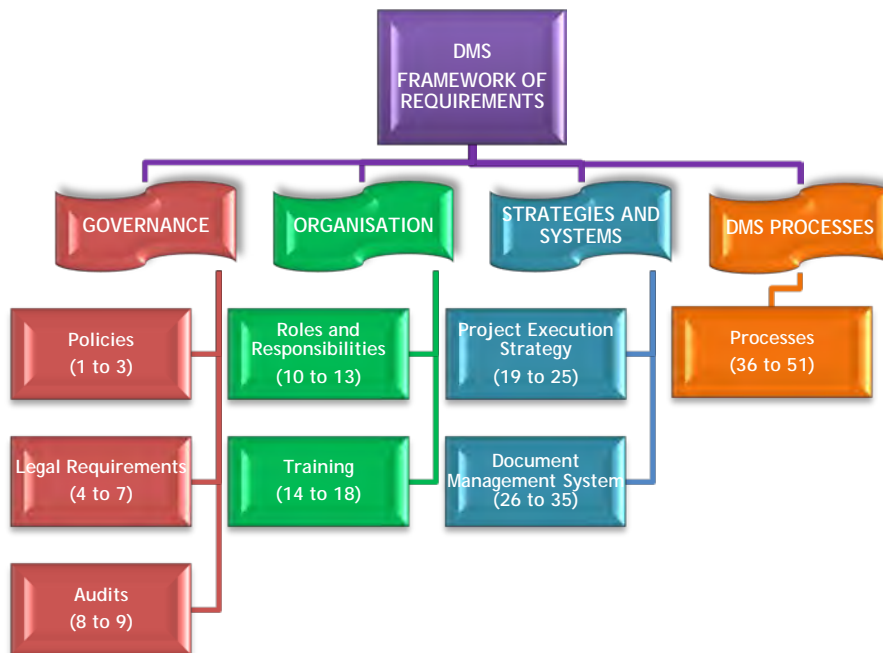 DMS
FRAMEWORK OF
REQUIREMENTS
GOVERNANCE
ORGANISATION
STRATEGIES AND
SYSTEMS
DMS PROCESSES
Policies
(1 to 3)
Roles and
Responsibilities
(10 to 13)
Project Execution
Strategy
(19 to 25)
Processes
(36 to 51)
Legal Requirements
(4 to 7)
Training
(14 to 18)
Document
Management System
(26 to 35)
Audits
(8 to 9)